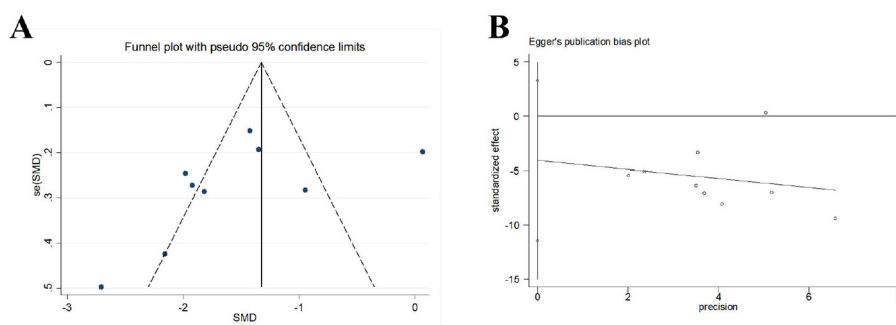 A
Funnel plot with pseudo 95% confidence limits
0
.1
.2
.3
.4
.5
se(SMD)
-3
-2
-1
0
SMD
B
Egger's publication bias plot
5
0
-5
-10
-15
standardized effect
0
2
4
6
precision